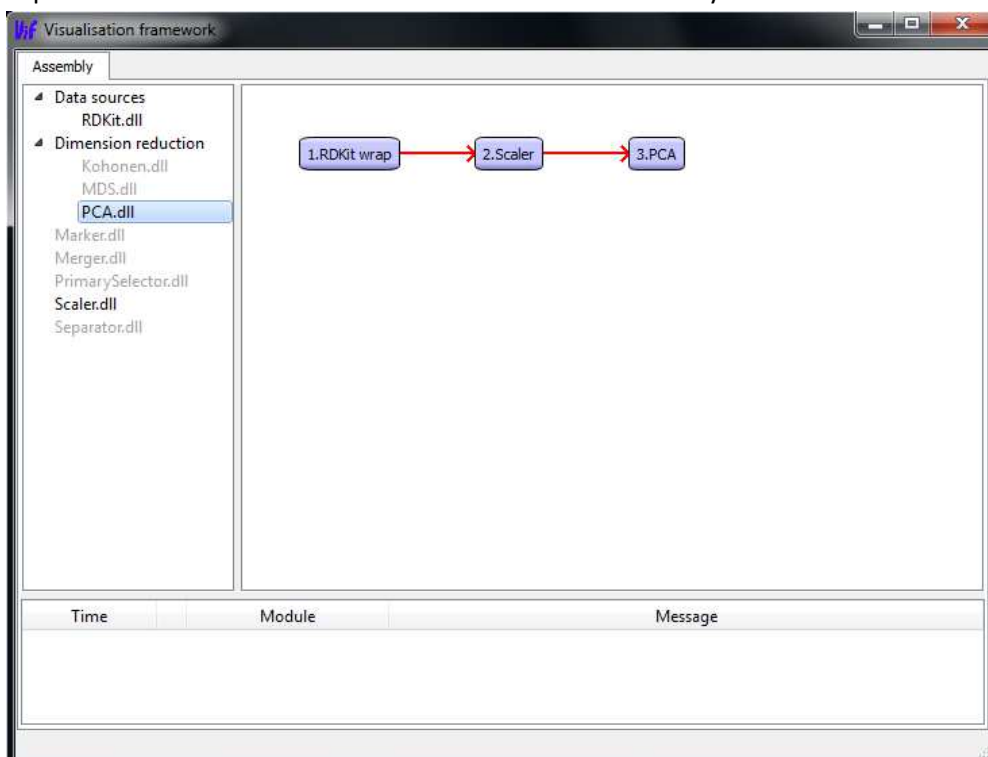 Vif Visualisation framework
Assembly
Data sources
RDKit.dll
Dimension reduction
Kohonen.dll
MDS.dll
PCA.dll
Marker.dll
Merger.dll
PrimarySelector.dll
Scaler.dll
Separator.dll
1.RDKit wrap
2.Scaler
3.PCA
Time Module Message